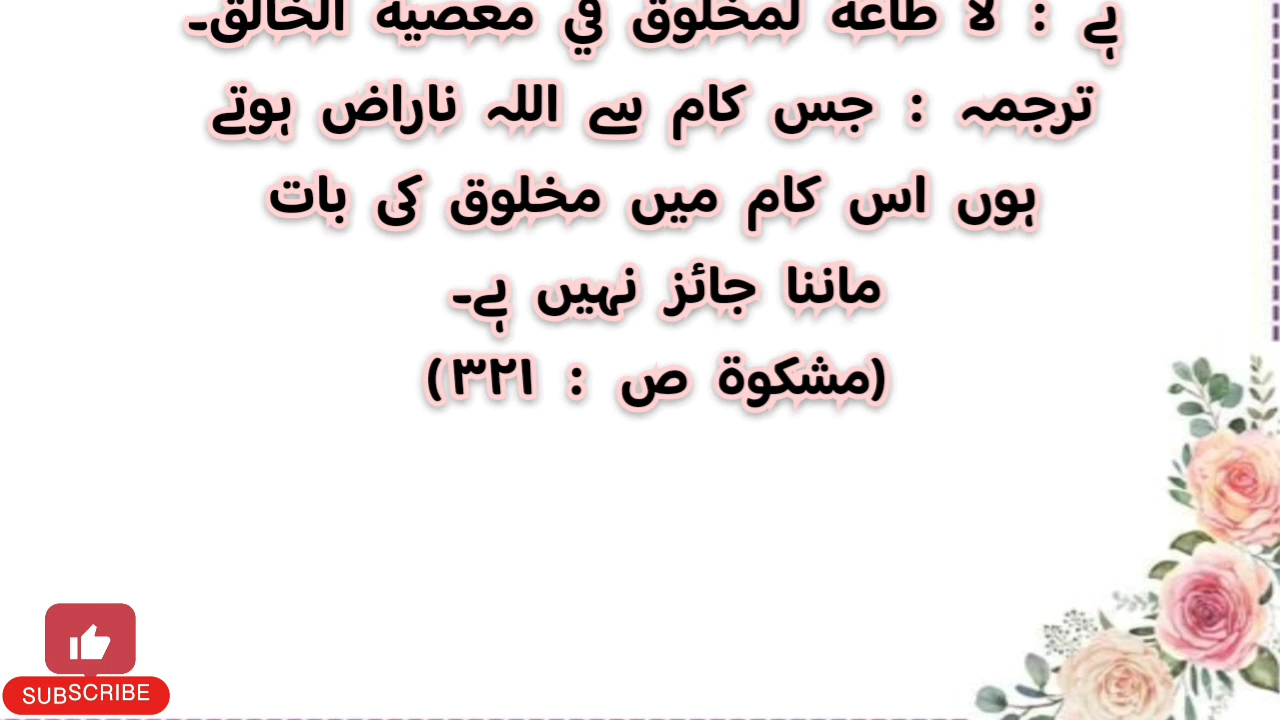 ہے : لا طاعة لمخلوق في معصية الخالق۔
ترجمہ : جس کام سے اللہ ناراض ہوتے
ہوں اس کام میں مخلوق کی بات
ماننا جائز نہیں ہے۔
(مشکوۃ ص : ۳۲۱)
SUBSCRIBE